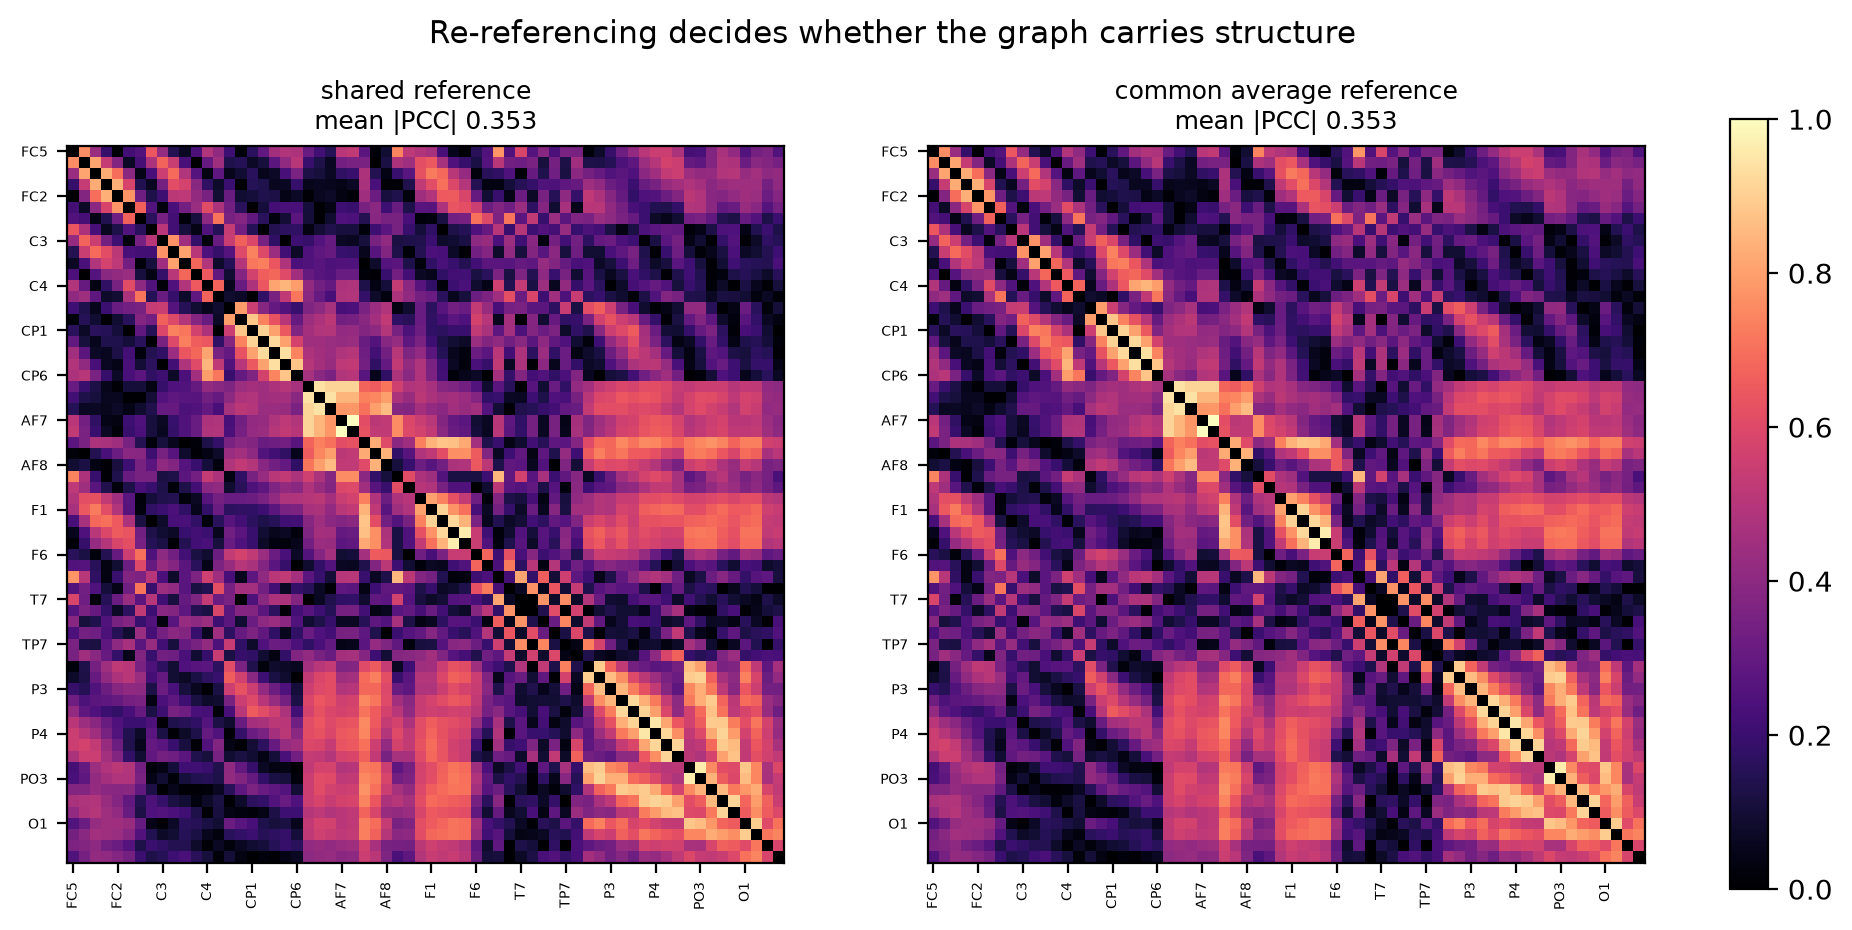 Re-referencing decides whether the graph carries structure
shared reference
mean |PCC| 0.353
common average reference
mean |PCC| 0.353
FC5
FC2
C3
C4
CP1
CP6
AF7
AF8
F1
F6
T7
TP7
P3
P4
PO3
O1
FC5 FC2 C3 C4 CP1 CP6 AF7 AF8 F1 F6 T7 TP7 P3 P4 PO3 O1
FC5
FC2
C3
C4
CP1
CP6
AF7
AF8
F1
F6
T7
TP7
P3
P4
PO3
O1
FC5 FC2 C3 C4 CP1 CP6 AF7 AF8 F1 F6 T7 TP7 P3 P4 PO3 O1
1.0
0.8
0.6
0.4
0.2
0.0